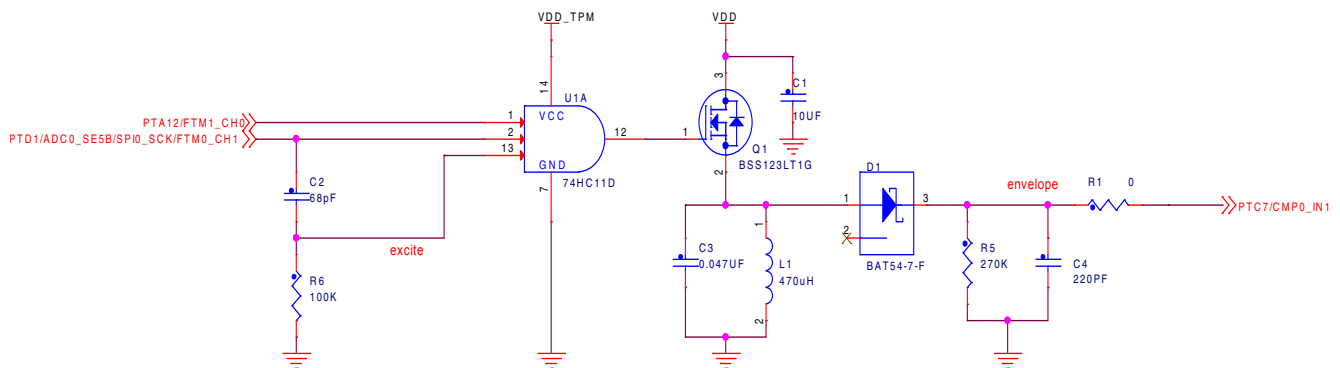 VDD_TPM
VDD
14
3
C1
10UF
U1A
VCC
PTA12/FTM1_CH0
1
PTD1/ADC0_SE5B/SPI0_SCK/FTM0_CH1
2
12
1
13
GND
Q1
BSS123LT1G
74HC11D
7
2
C2
68pF
D1
envelope
R1 0
1
3
PTC7/CMP0_IN1
2
excite
C3
0.047UF
1
L1
470uH
2
BAT54-7-F
R5
270K
C4
220PF
R6
100K